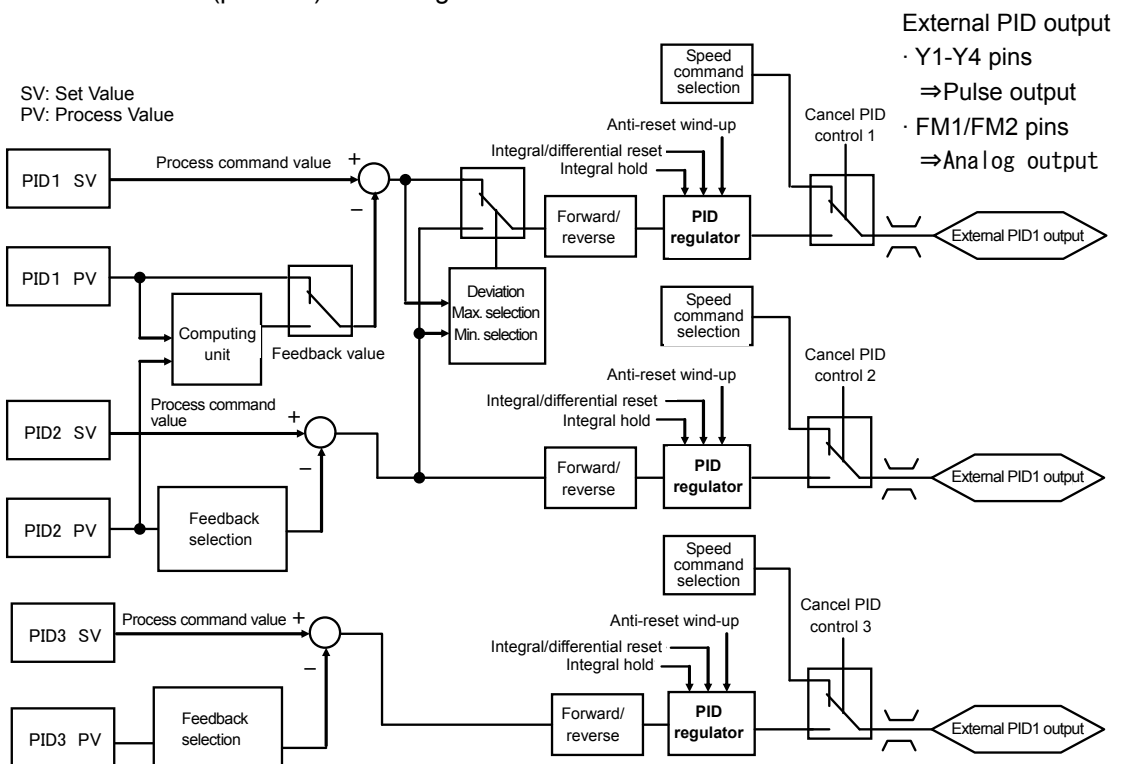 External PID output
· Y1-Y4 pins
⇒Pulse output
· FM1/FM2 pins
⇒Analog output
SV: Set Value
PV: Process Value
Speed
command
selection
Cancel PID
control 1
Anti-reset wind-up
Integral/differential reset
Integral hold
PID1 SV
Process command value
+
−
Forward/
reverse
PID
regulator
External PID1 output
PID1 PV
Computing
unit
Feedback value
Deviation
Max. selection
Min. selection
Speed
command
selection
Cancel PID
control 2
Anti-reset wind-up
Integral/differential reset
Integral hold
PID2 SV
Process command
value
+
−
Forward/
reverse
PID
regulator
External PID1 output
PID2 PV
Feedback
selection
Speed
command
selection
Cancel PID
control 3
Anti-reset wind-up
Integral/differential reset
Integral hold
PID3 SV
Process command value
+
−
Forward/
reverse
PID
regulator
External PID1 output
PID3 PV
Feedback
selection